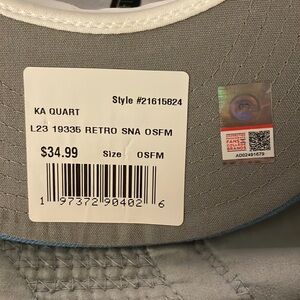 Style #21615824
KA QUART
L23 19335 RETRO SNA OSFM
$34.99 Size OSFM
1 97372 90402 6
AD02491679